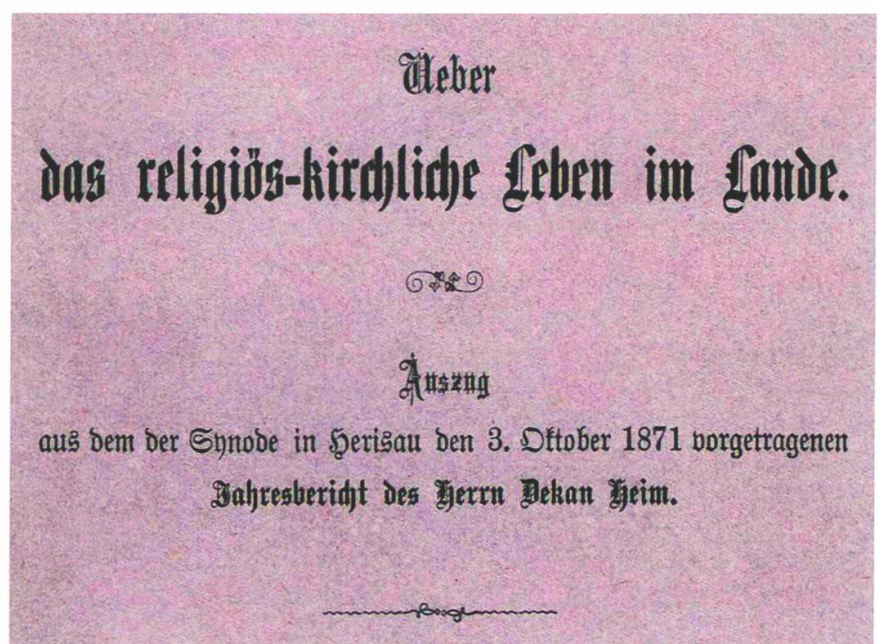 Ueber
das religiös-kirchliche Leben im Lande.
Auszug
aus dem der Synode in Herisau den 3. Oktober 1871 vorgetragenen
Jahresbericht des Herrn Dekan Heim.